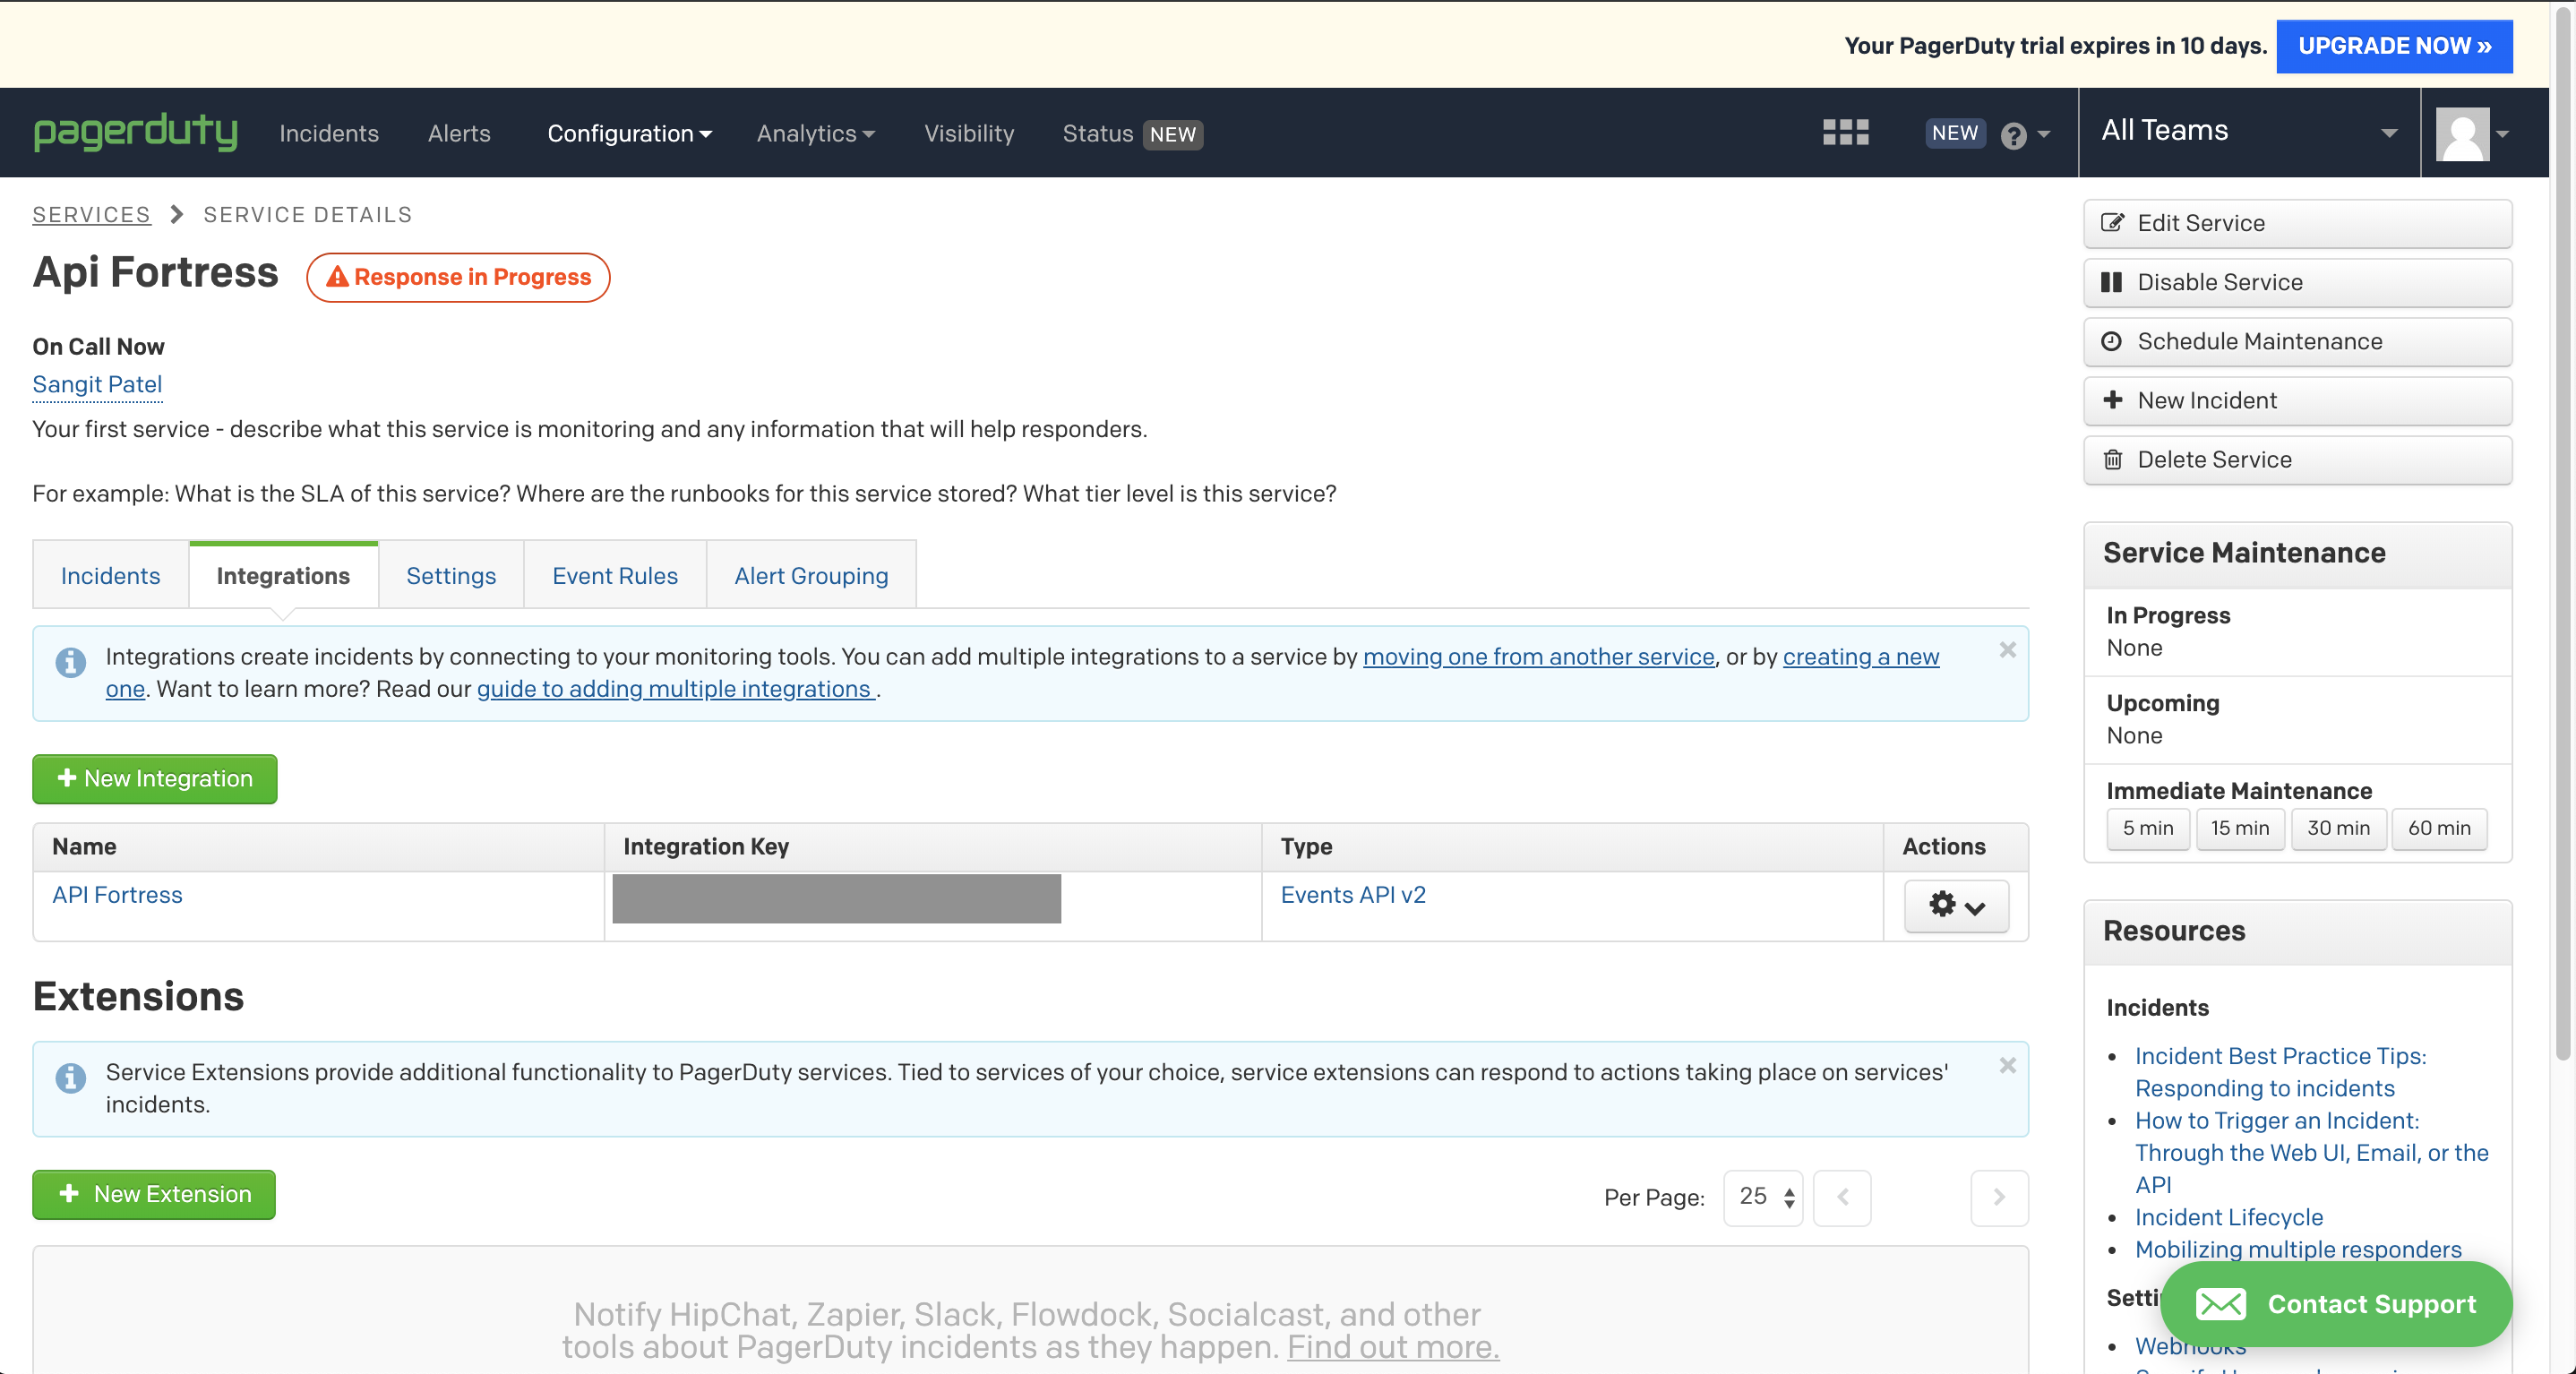 Your PagerDuty trial expires in 10 days. UPGRADE NOW »
pagerduty Incidents Alerts Configuration Analytics Visibility Status NEW NEW ? All Teams
SERVICES > SERVICE DETAILS
Api Fortress Response in Progress
On Call Now
Sangit Patel
Your first service - describe what this service is monitoring and any information that will help responders.
For example: What is the SLA of this service? Where are the runbooks for this service stored? What tier level is this service?
Incidents Integrations Settings Event Rules Alert Grouping
Integrations create incidents by connecting to your monitoring tools. You can add multiple integrations to a service by moving one from another service, or by creating a new
one. Want to learn more? Read our guide to adding multiple integrations .
New Integration
Name Integration Key Type Actions
API Fortress Events API v2
Extensions
Service Extensions provide additional functionality to PagerDuty services. Tied to services of your choice, service extensions can respond to actions taking place on services'
incidents.
New Extension
Per Page: 25
Notify HipChat, Zapier, Slack, Flowdock, Socialcast, and other
tools about PagerDuty incidents as they happen. Find out more.
Edit Service
Disable Service
Schedule Maintenance
New Incident
Delete Service
Service Maintenance
In Progress
None
Upcoming
None
Immediate Maintenance
5 min 15 min 30 min 60 min
Resources
Incidents
Incident Best Practice Tips:
Responding to incidents
How to Trigger an Incident:
Through the Web UI, Email, or the
API
Incident Lifecycle
Mobilizing multiple responders
Contact Support
Webhooks